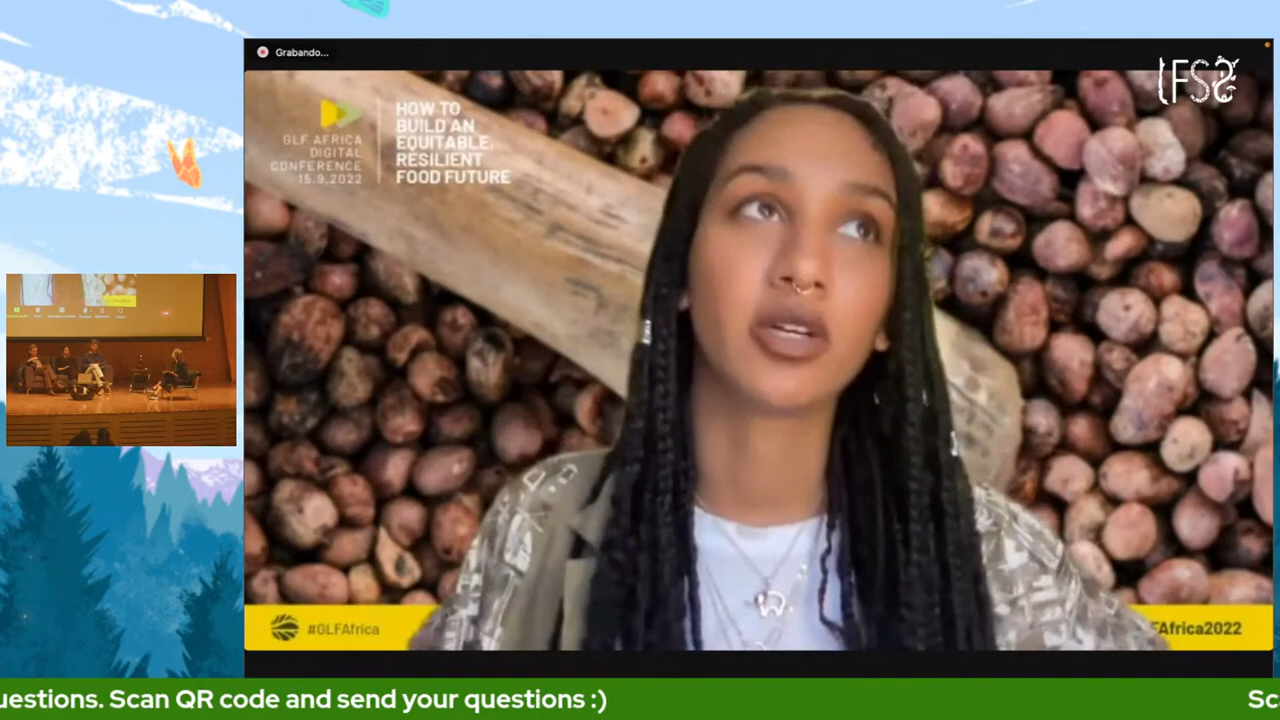 Grabando...
IFSS
GLF AFRICA
DIGITAL
CONFERENCE
15.9.2022
HOW TO
BUILD AN
EQUITABLE,
RESILIENT
FOOD FUTURE
#GLFAfrica
FAfrica2022
uestions. Scan QR code and send your questions :)
Sc